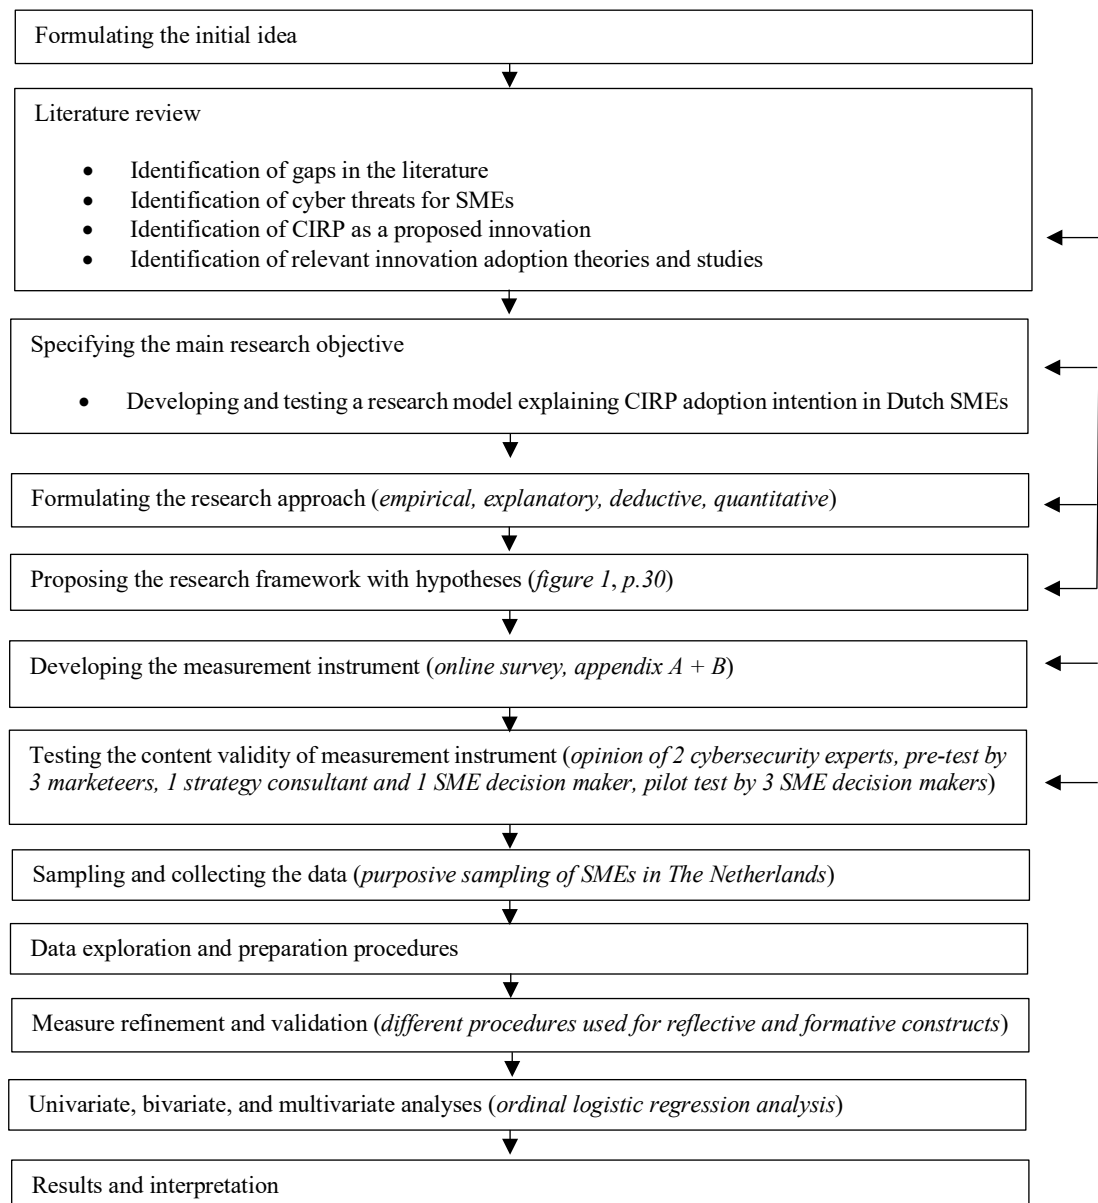 Formulating the initial idea
Literature review
• Identification of gaps in the literature
• Identification of cyber threats for SMEs
• Identification of CIRP as a proposed innovation
• Identification of relevant innovation adoption theories and studies
Specifying the main research objective
• Developing and testing a research model explaining CIRP adoption intention in Dutch SMEs
Formulating the research approach (empirical, explanatory, deductive, quantitative)
Proposing the research framework with hypotheses (figure 1, p.30)
Developing the measurement instrument (online survey, appendix A + B)
Testing the content validity of measurement instrument (opinion of 2 cybersecurity experts, pre-test by
3 marketeers, 1 strategy consultant and 1 SME decision maker, pilot test by 3 SME decision makers)
Sampling and collecting the data (purposive sampling of SMEs in The Netherlands)
Data exploration and preparation procedures
Measure refinement and validation (different procedures used for reflective and formative constructs)
Univariate, bivariate, and multivariate analyses (ordinal logistic regression analysis)
Results and interpretation